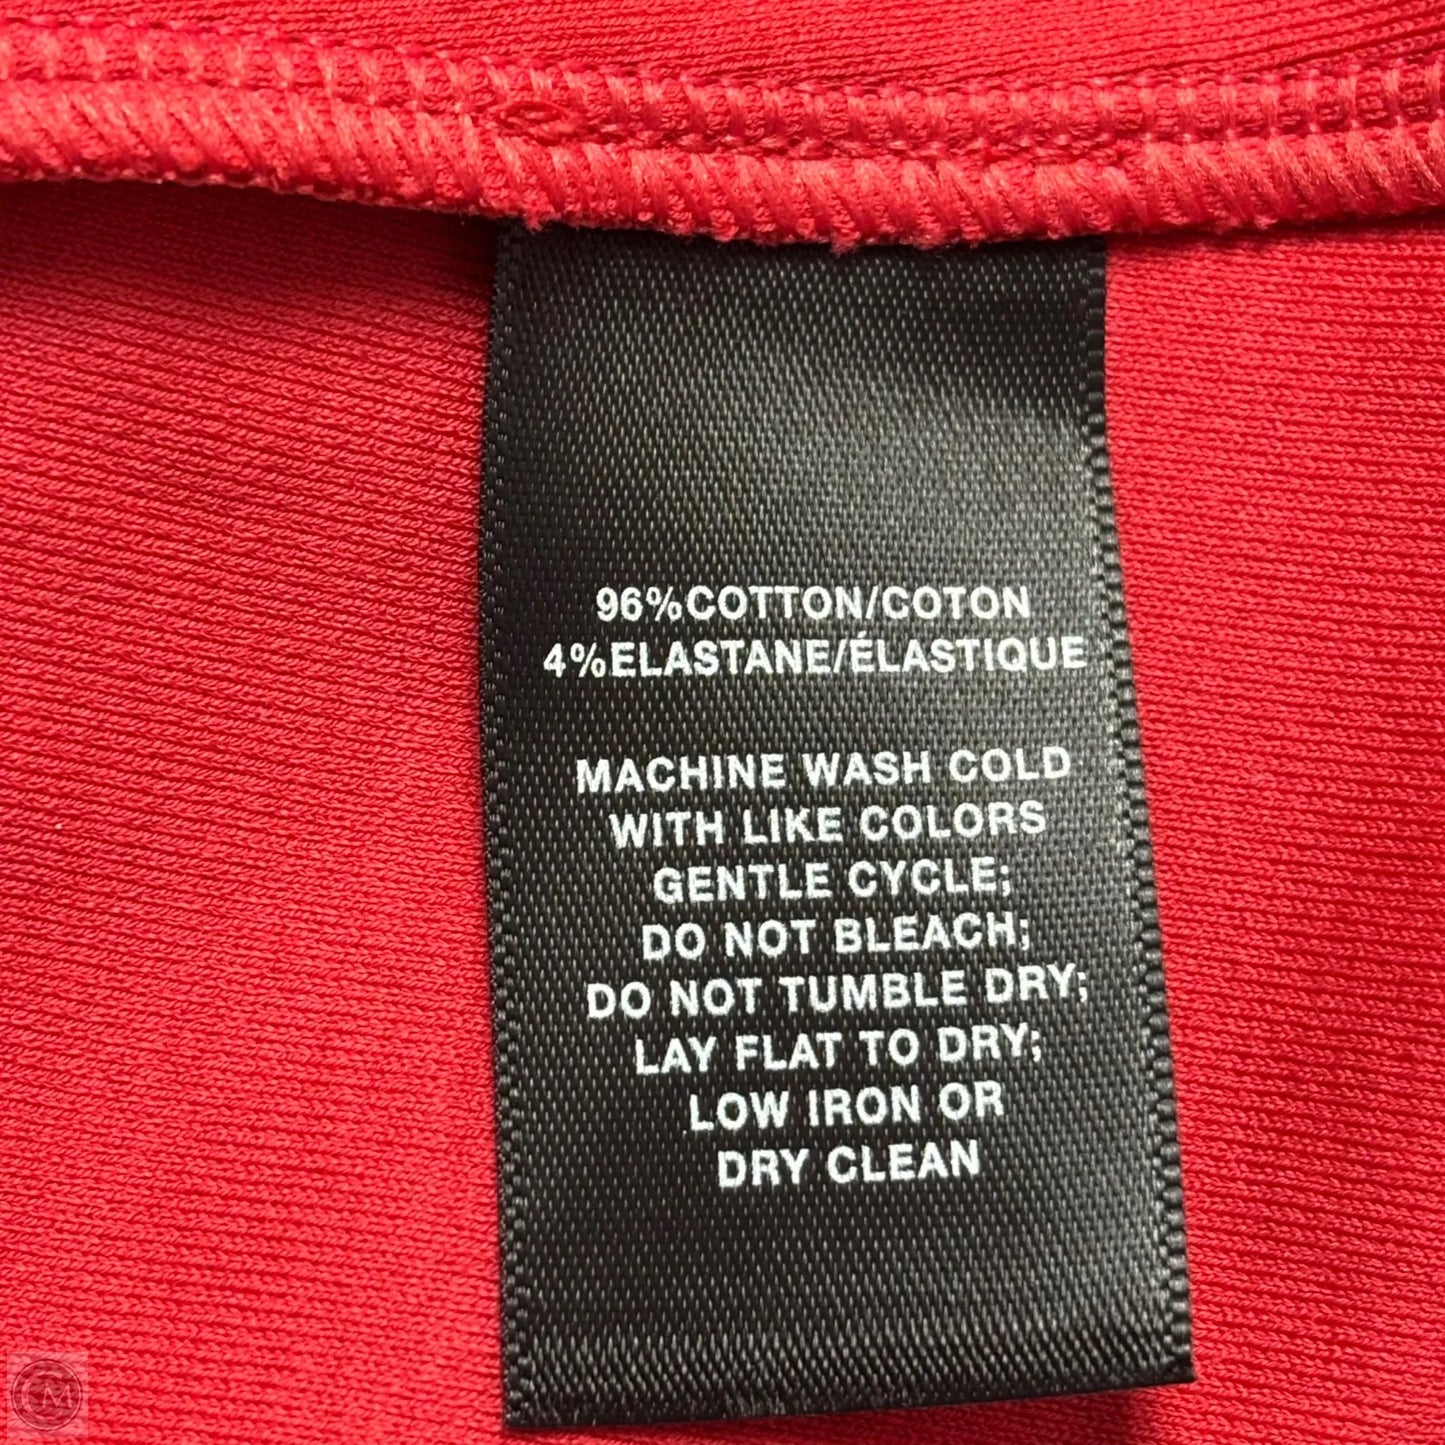 96%COTTON/COTON
4%ELASTANE/ÉLASTIQUE
MACHINE WASH COLD
WITH LIKE COLORS
GENTLE CYCLE;
DO NOT BLEACH;
DO NOT TUMBLE DRY;
LAY FLAT TO DRY;
LOW IRON OR
DRY CLEAN
CM